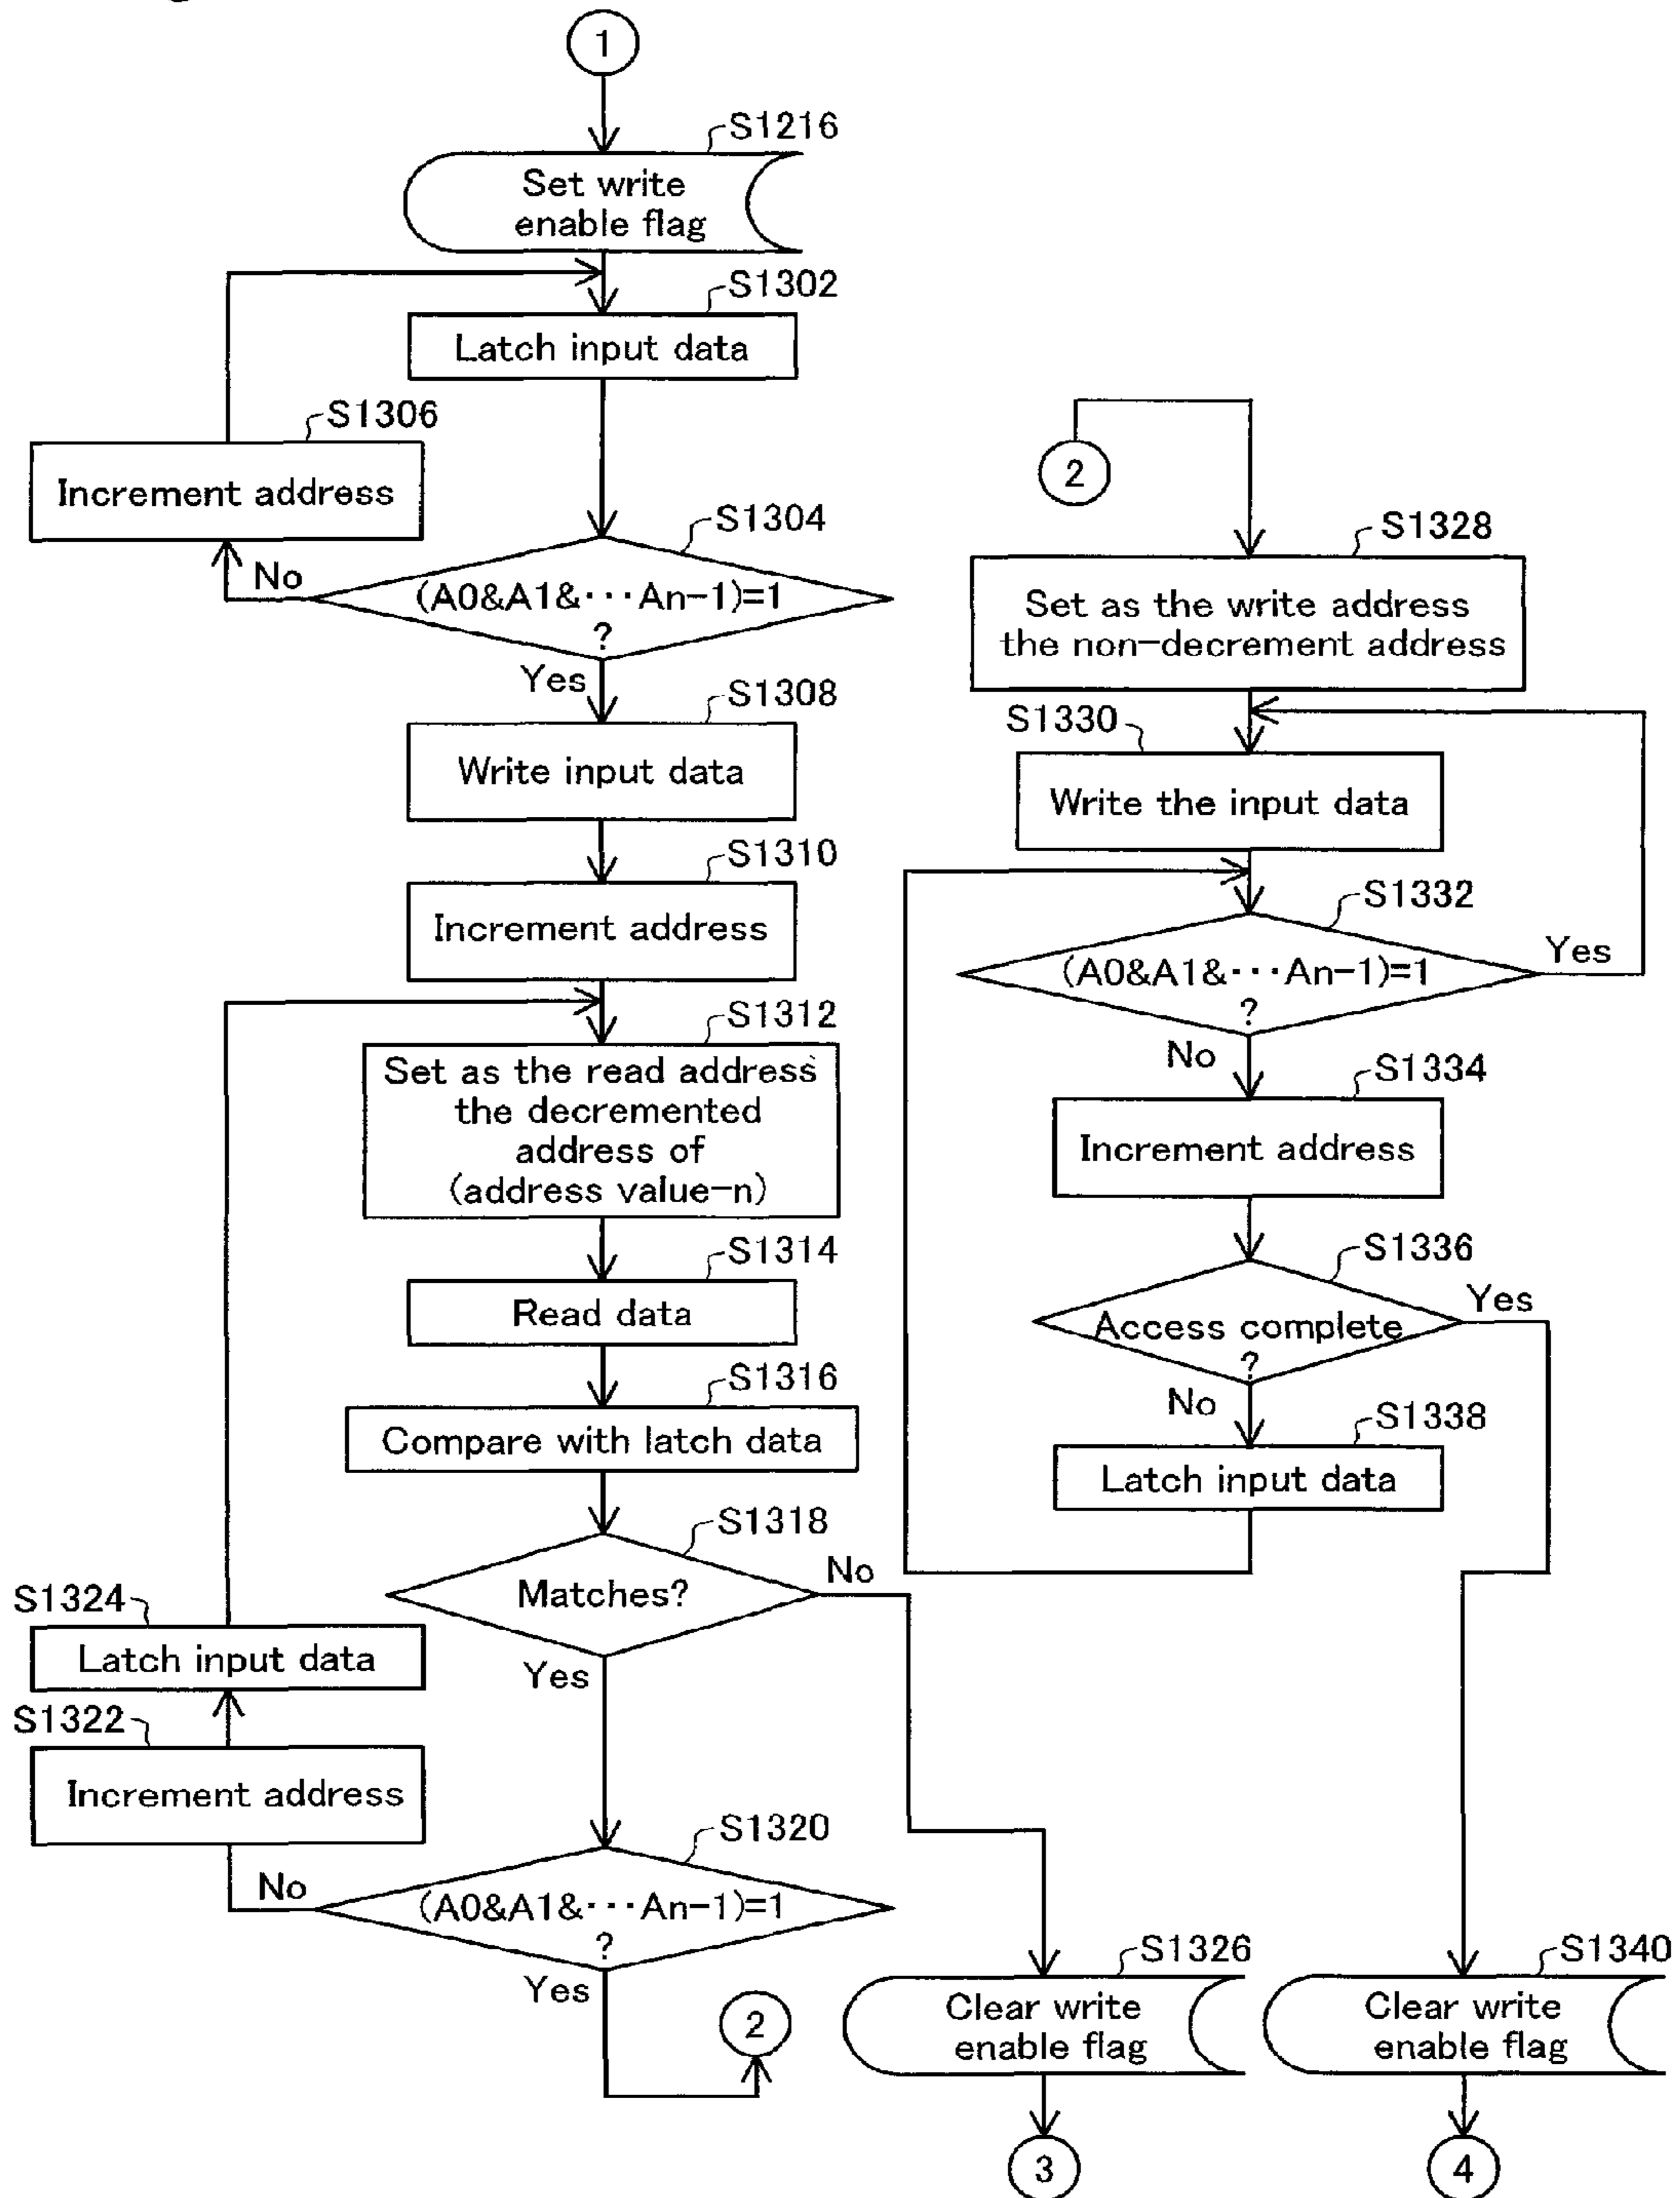 1
S1216
Set write
enable flag
S1302
Latch input data
S1306
Increment address
S1304
No
(A0&A1&···An-1)=1
?
Yes
S1308
Write input data
S1310
Increment address
S1312
Set as the read address
the decremented
address of
(address value-n)
S1314
Read data
S1316
Compare with latch data
S1318
No
Matches?
Yes
S1324
Latch input data
S1322
Increment address
S1320
No
(A0&A1&···An-1)=1
?
Yes
2
2
S1328
Set as the write address
the non-decrement address
S1330
Write the input data
S1332
Yes
(A0&A1&···An-1)=1
?
No
S1334
Increment address
S1336
Yes
Access complete
?
No
S1338
Latch input data
S1326
Clear write
enable flag
3
S1340
Clear write
enable flag
4